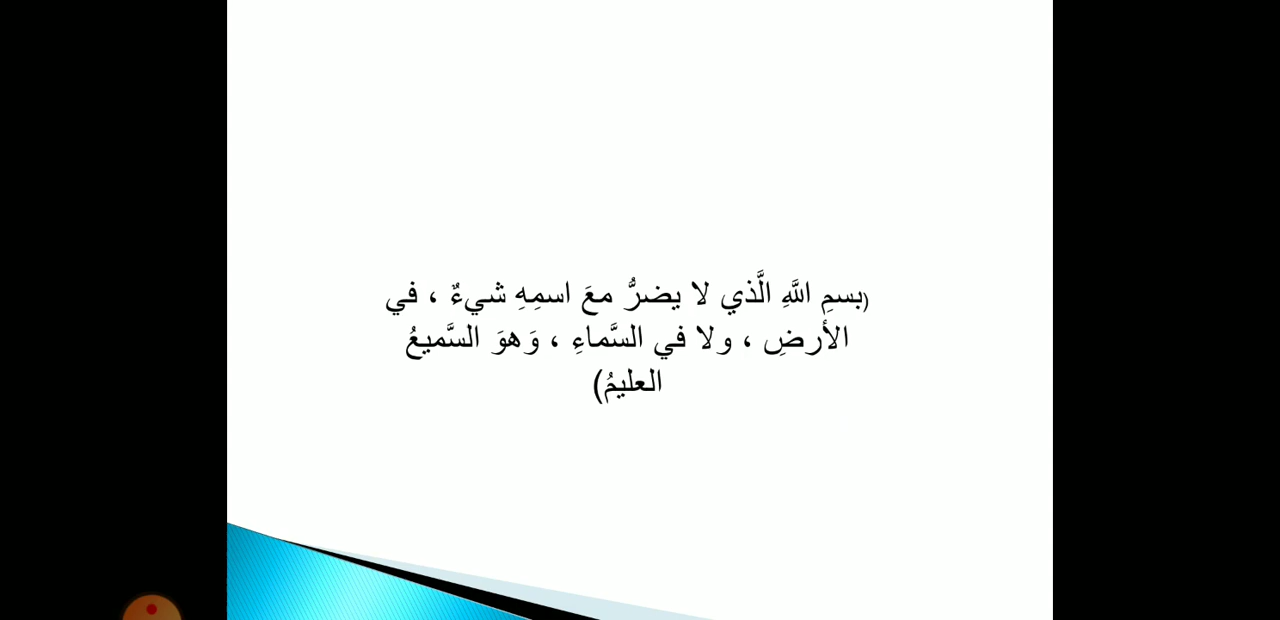 (بسمِ اللَّهِ الَّذي لا يضرُّ معَ اسمِهِ شيءٌ ، في
الأرضِ ، ولا في السَّماءِ ، وَهوَ السَّميعُ
العليمُ)